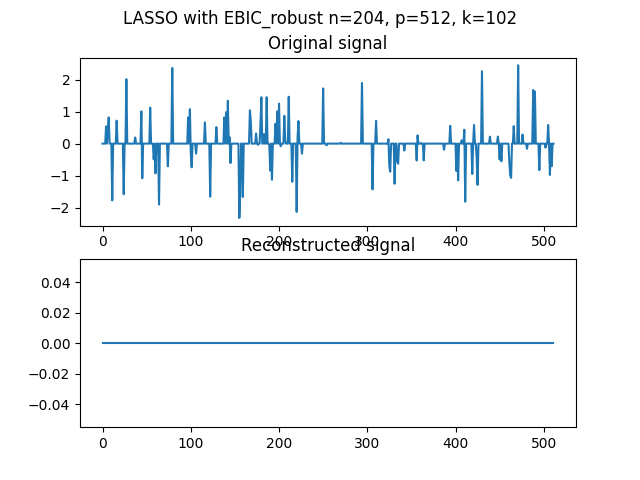 LASSO with EBIC_robust n=204, p=512, k=102
Original signal
2
1
0
−1
−2
0 100 200 300 400 500
Reconstructed signal
0.04
0.02
0.00
−0.02
−0.04
0 100 200 300 400 500